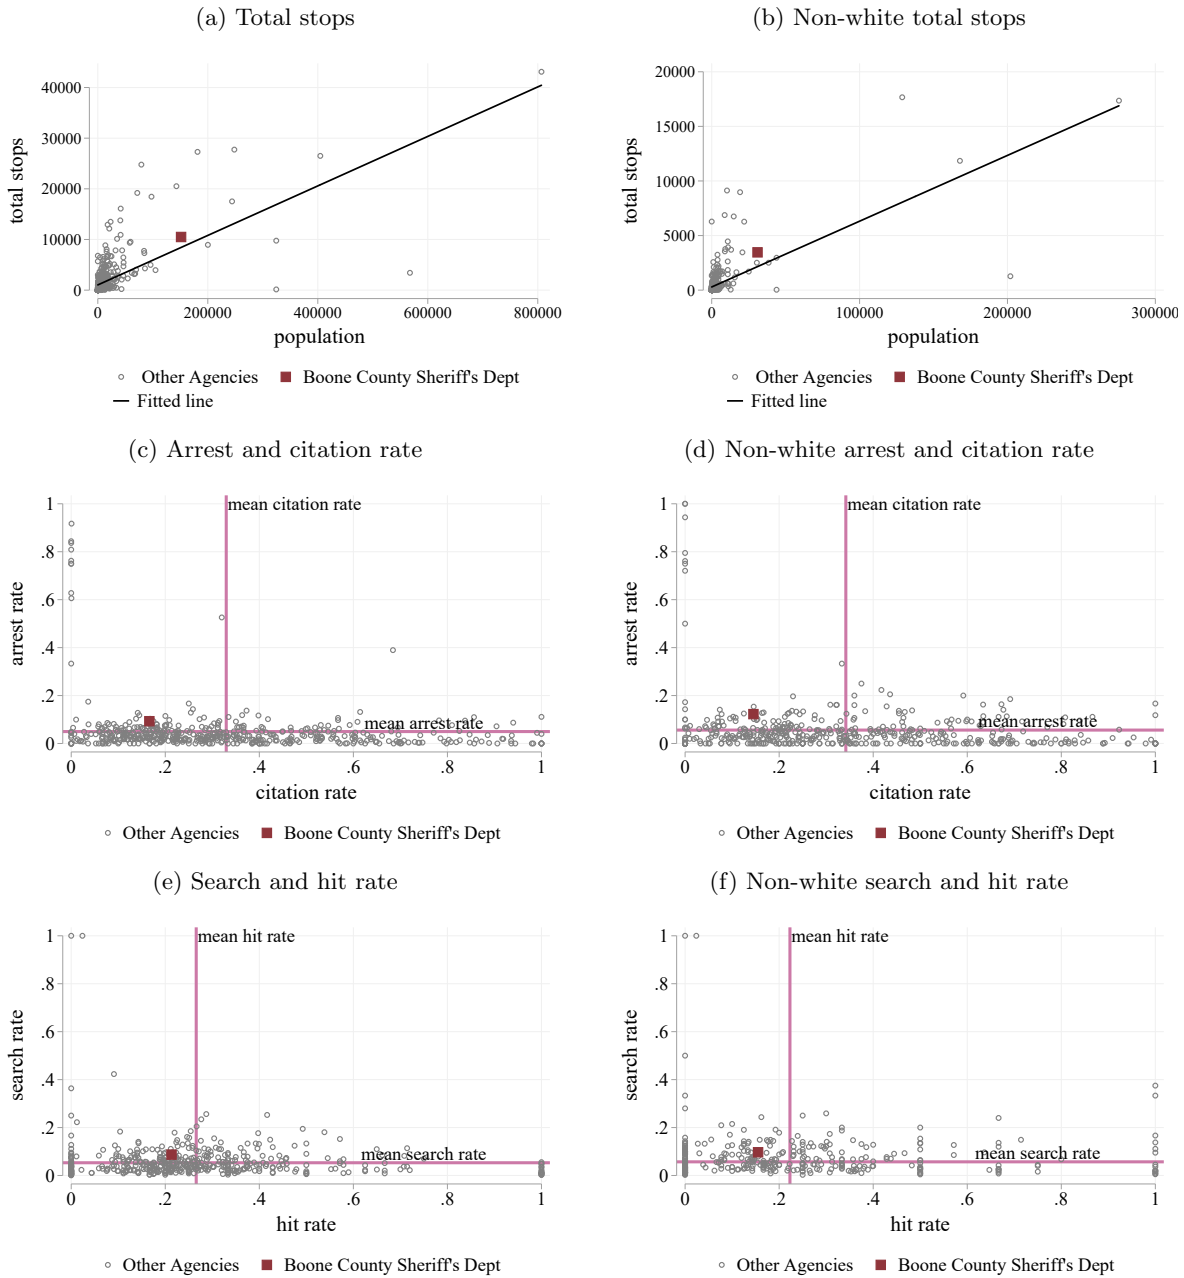 (a) Total stops
total stops
40000
30000
20000
10000
0
0 200000 400000 600000 800000
population
Other Agencies Boone County Sheriff's Dept
Fitted line
(b) Non-white total stops
total stops
20000
15000
10000
5000
0
0 100000 200000 300000
population
Other Agencies Boone County Sheriff's Dept
Fitted line
(c) Arrest and citation rate
arrest rate
1
.8
.6
.4
.2
0
mean citation rate
mean arrest rate
0 .2 .4 .6 .8 1
citation rate
Other Agencies Boone County Sheriff's Dept
(d) Non-white arrest and citation rate
arrest rate
1
.8
.6
.4
.2
0
mean citation rate
mean arrest rate
0 .2 .4 .6 .8 1
citation rate
Other Agencies Boone County Sheriff's Dept
(e) Search and hit rate
search rate
1
.8
.6
.4
.2
0
mean hit rate
mean search rate
0 .2 .4 .6 .8 1
hit rate
Other Agencies Boone County Sheriff's Dept
(f) Non-white search and hit rate
search rate
1
.8
.6
.4
.2
0
mean hit rate
mean search rate
0 .2 .4 .6 .8 1
hit rate
Other Agencies Boone County Sheriff's Dept